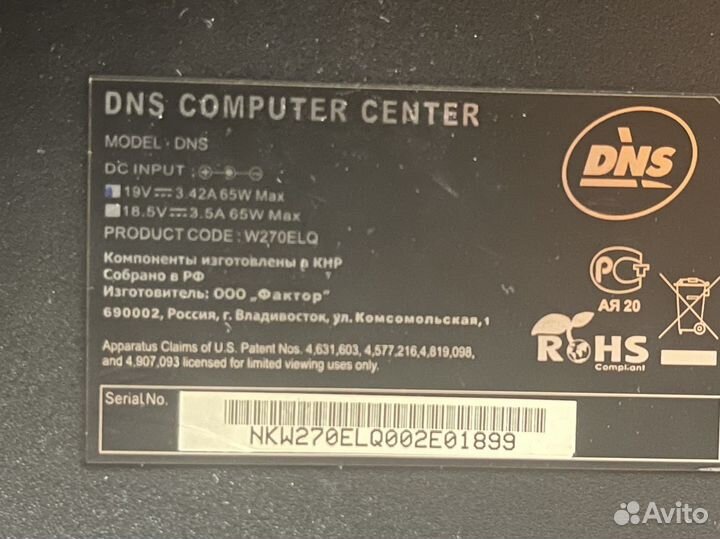 DNS COMPUTER CENTER
MODEL : DNS
DC INPUT :
19V 3.42A 65W Max
18.5V 3.5A 65W Max
PRODUCT CODE : W270ELQ
Компоненты изготовлены в КНР
Собрано в РФ
Изготовитель: ООО „Фактор"
690002, Россия, г. Владивосток, ул. Комсомольская,1
Apparatus Claims of U.S. Patent Nos. 4,631,603, 4,577,216,4,819,098,
and 4,907,093 licensed for limited viewing uses only.
Serial No.
NKW270ELQ002E01899
DNS
РСТ
АЯ 20
ROHS
Compliant
Avito